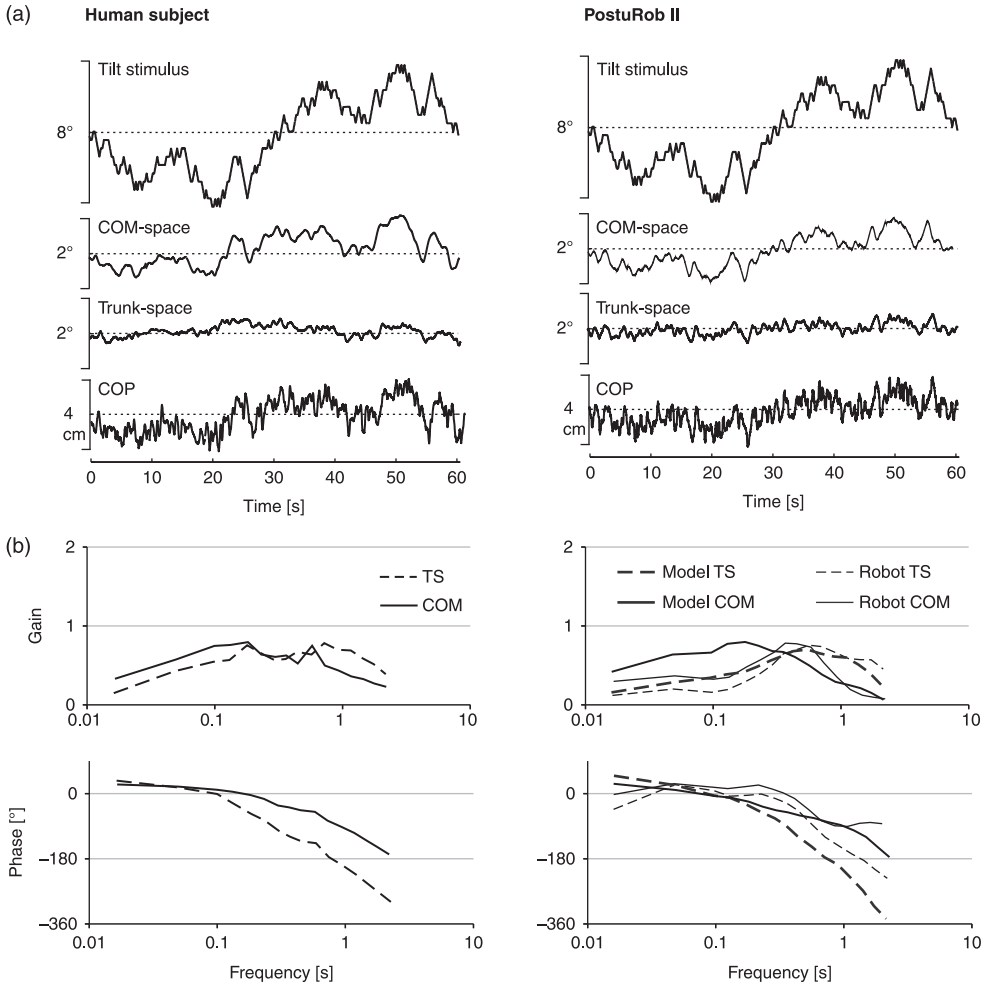 (a)
Human subject
PostuRob II
Tilt stimulus
8°
COM-space
2°
Trunk-space
2°
COP
4
cm
0 10 20 30 40 50 60
Time [s]
Tilt stimulus
8°
COM-space
2°
Trunk-space
2°
COP
4
cm
0 10 20 30 40 50 60
Time [s]
(b)
2
1
0
Gain
TS
COM
0.01 0.1 1 10
2
1
0
Model TS
Robot TS
Model COM
Robot COM
0.01 0.1 1 10
Phase [°]
0
–180
–360
0.01 0.1 1 10
Frequency [s]
0
–180
–360
0.01 0.1 1 10
Frequency [s]